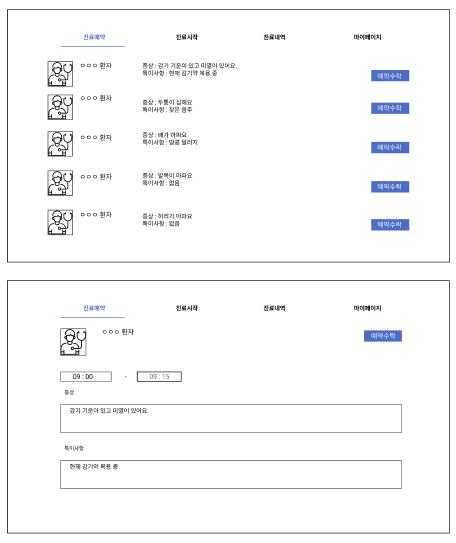 진료예약 진료시작 진료내역 마이페이지
ㅇㅇㅇ 환자
증상 : 감기 기운이 있고 미열이 있어요.
특이사항 : 현재 감기약 복용 중
예약수락
ㅇㅇㅇ 환자
증상 : 두통이 심해요
특이사항 : 잦은 음주
예약수락
ㅇㅇㅇ 환자
증상 : 배가 아파요
특이사항 : 땅콩 알러지
예약수락
ㅇㅇㅇ 환자
증상 : 발목이 아파요
특이사항 : 없음
예약수락
ㅇㅇㅇ 환자
증상 : 허리가 아파요
특이사항 : 없음
예약수락
진료예약 진료시작 진료내역 마이페이지
ㅇㅇㅇ 환자
예약수락
09 : 00 - 09 : 15
증상
감기 기운이 있고 미열이 있어요.
특이사항
현재 감기약 복용 중